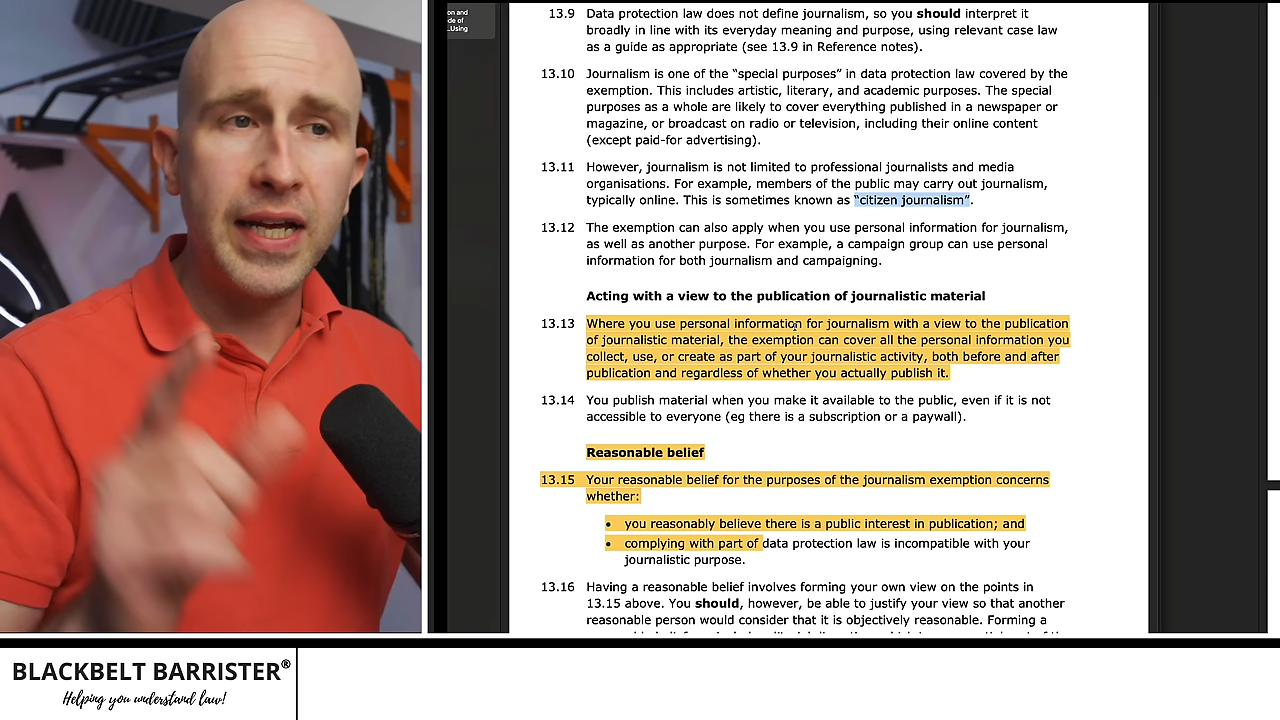 on and
de of
.Using
13.9 Data protection law does not define journalism, so you should interpret it
broadly in line with its everyday meaning and purpose, using relevant case law
as a guide as appropriate (see 13.9 in Reference notes).
13.10 Journalism is one of the “special purposes” in data protection law covered by the
exemption. This includes artistic, literary, and academic purposes. The special
purposes as a whole are likely to cover everything published in a newspaper or
magazine, or broadcast on radio or television, including their online content
(except paid-for advertising).
13.11 However, journalism is not limited to professional journalists and media
organisations. For example, members of the public may carry out journalism,
typically online. This is sometimes known as “citizen journalism”.
13.12 The exemption can also apply when you use personal information for journalism,
as well as another purpose. For example, a campaign group can use personal
information for both journalism and campaigning.
Acting with a view to the publication of journalistic material
13.13 Where you use personal information for journalism with a view to the publication
of journalistic material, the exemption can cover all the personal information you
collect, use, or create as part of your journalistic activity, both before and after
publication and regardless of whether you actually publish it.
13.14 You publish material when you make it available to the public, even if it is not
accessible to everyone (eg there is a subscription or a paywall).
Reasonable belief
13.15 Your reasonable belief for the purposes of the journalism exemption concerns
whether:
• you reasonably believe there is a public interest in publication; and
• complying with part of data protection law is incompatible with your
journalistic purpose.
13.16 Having a reasonable belief involves forming your own view on the points in
13.15 above. You should, however, be able to justify your view so that another
reasonable person would consider that it is objectively reasonable. Forming a
BLACKBELT BARRISTER®
Helping you understand law!